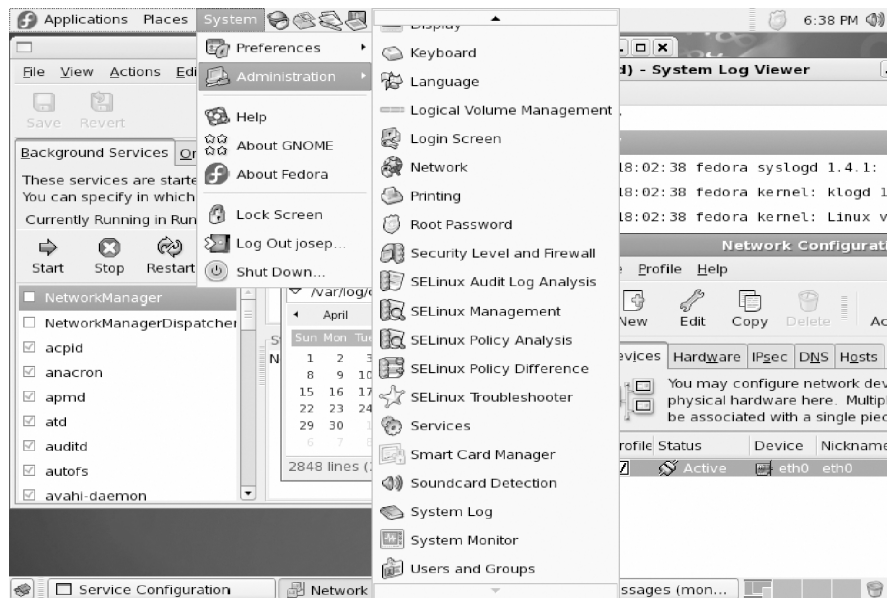 Applications Places System 6:38 PM
Preferences
Administration
Help
About GNOME
About Fedora
Lock Screen
Log Out josep...
Shut Down...
Display
Keyboard
Language
Logical Volume Management
Login Screen
Network
Printing
Root Password
Security Level and Firewall
SELinux Audit Log Analysis
SELinux Management
SELinux Policy Analysis
SELinux Policy Difference
SELinux Troubleshooter
Services
Smart Card Manager
Soundcard Detection
System Log
System Monitor
Users and Groups
File View Actions Edi
Save Revert
Background Services O
These services are starte
You can specify in which
Currently Running in Run
Start Stop Restart
NetworkManager
NetworkManagerDispatcher
acpid
anacron
apmd
atd
auditd
autofs
avahi-daemon
/var/log/
April
Sun Mon Tue
1 2 3
8 9 10
15 16 17
22 23 24
29 30 1
6 7 8
2848 lines (
d) - System Log Viewer
18:02:38 fedora syslogd 1.4.1:
18:02:38 fedora kernel: klogd 1
18:02:38 fedora kernel: Linux v
Network Configurati
Profile Help
New Edit Copy Delete Ac
evices Hardware IPsec DNS Hosts
You may configure network dev
physical hardware here. Multip
be associated with a single piec
rofile Status Device Nickname
Active eth0 eth0
Service Configuration Network ssages (mon...